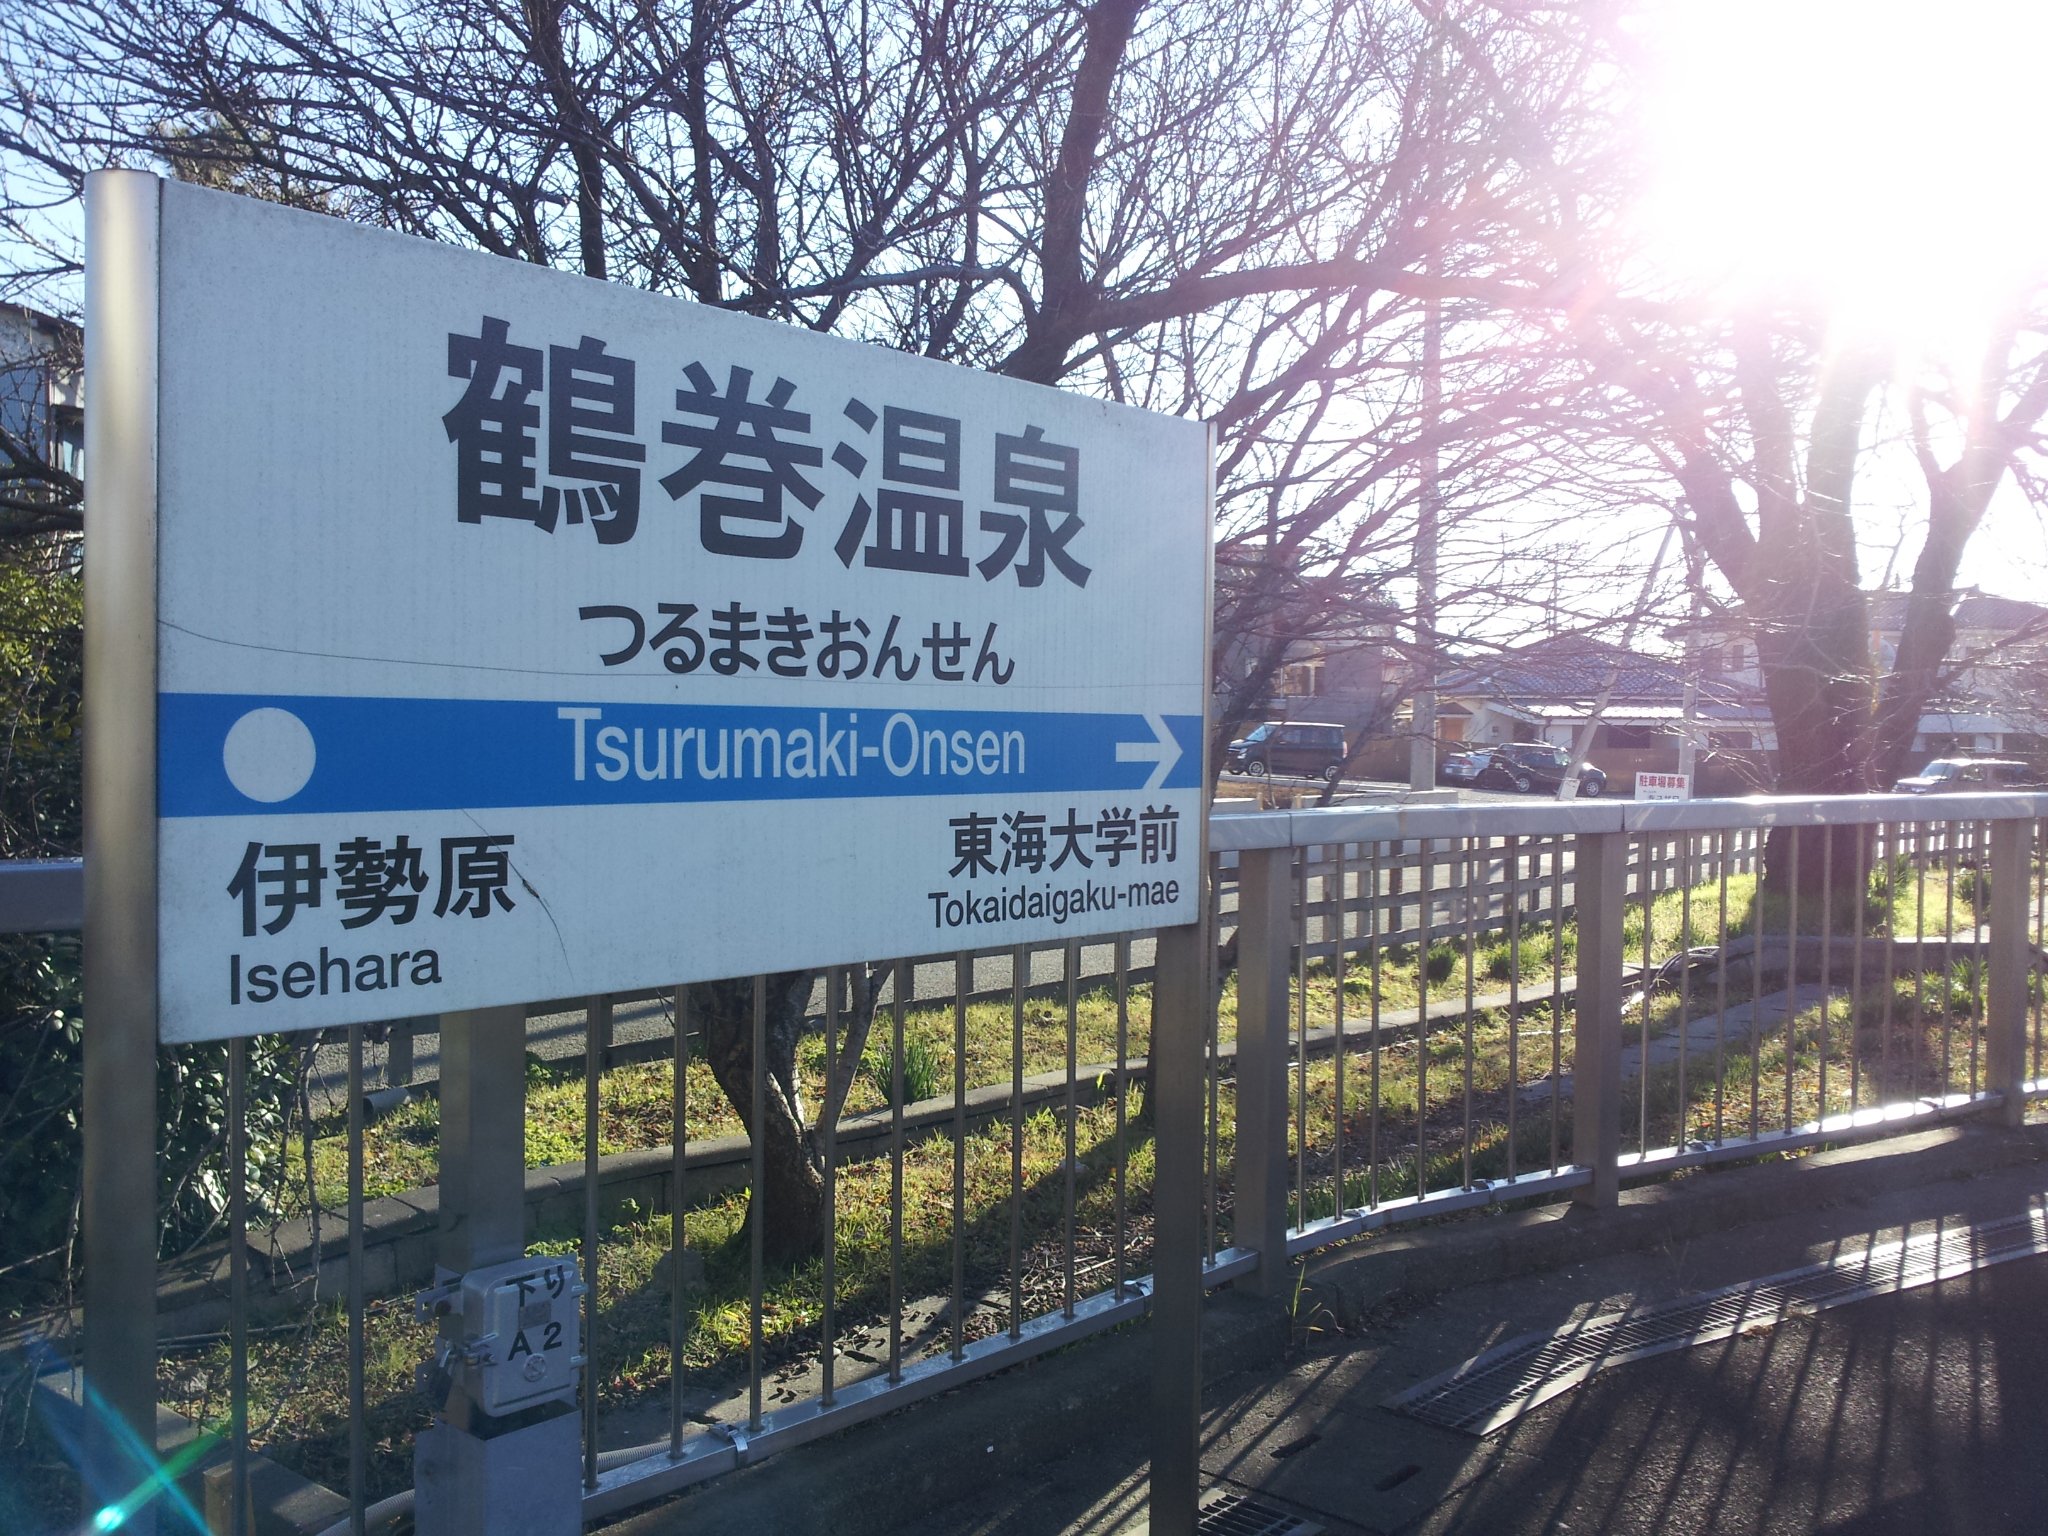 鶴巻温泉
つるまきおんせん
Tsurumaki-Onsen
伊勢原
Isehara
東海大学前
Tokaidaigaku-mae
駐車場募集
下り
A2